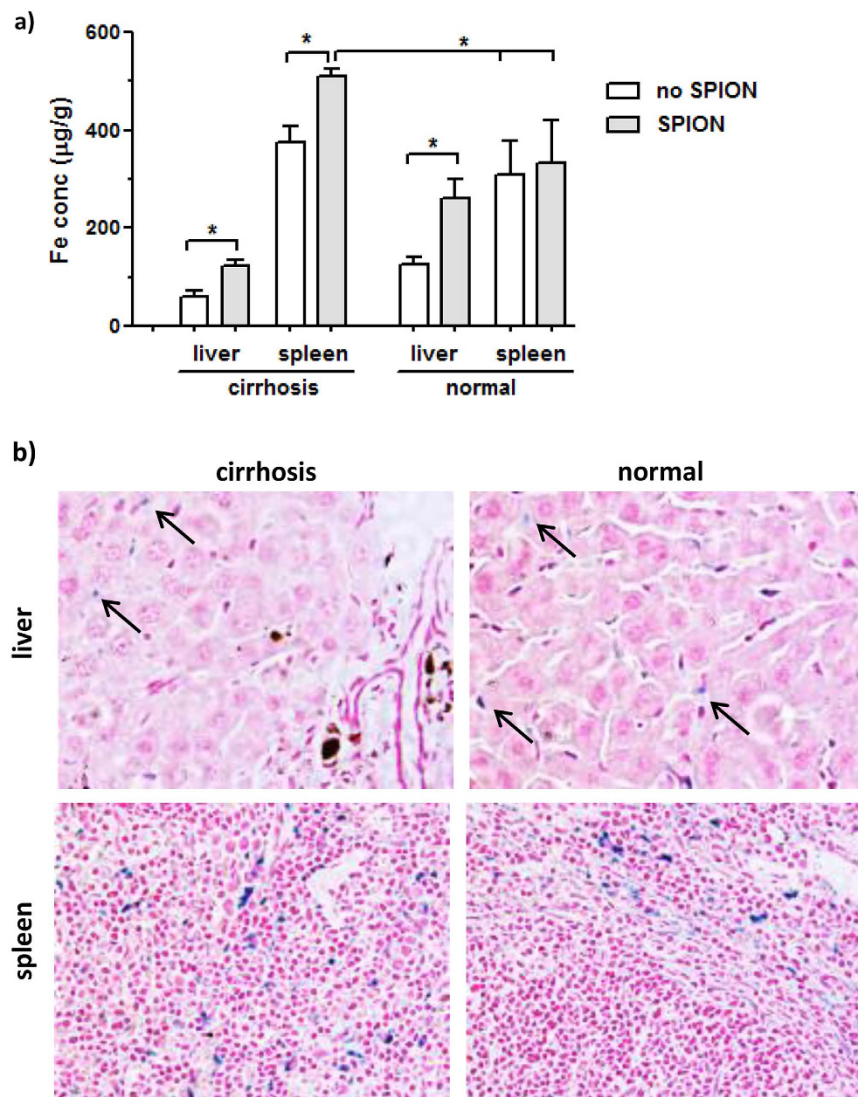 a)
600
400
200
0
Fe conc (µg/g)
*
*
*
*
*
no SPION
SPION
liver
spleen
liver
spleen
cirrhosis
normal
b)
cirrhosis
normal
liver
spleen